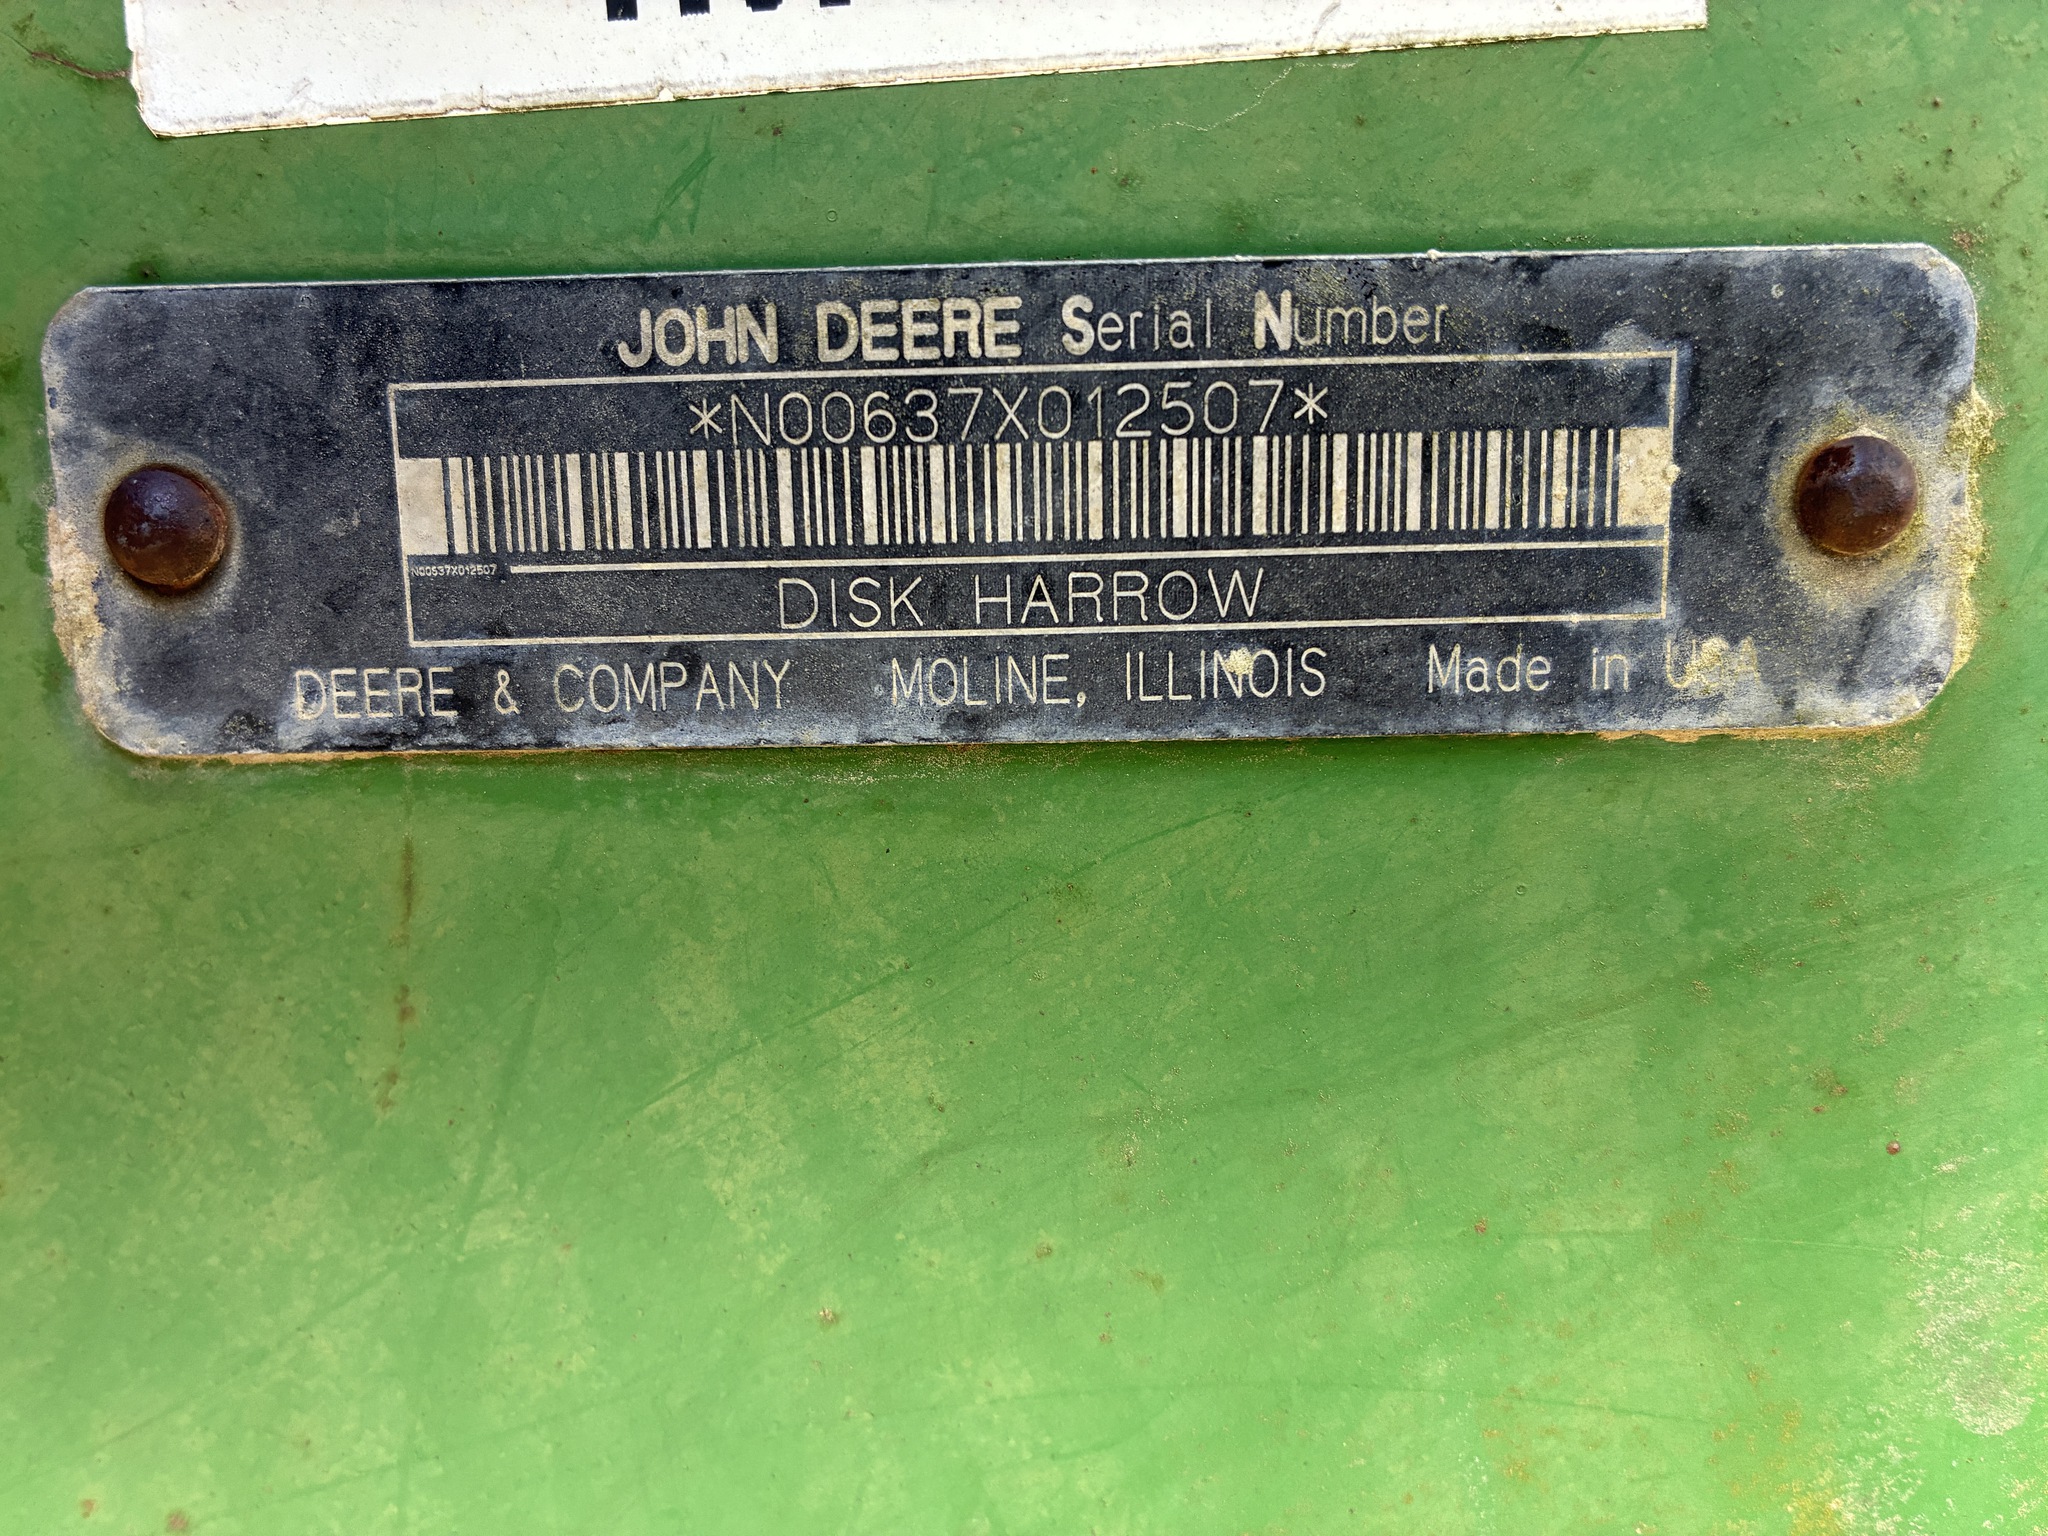 JOHN DEERE Serial Number
*N00637X012507*
N00637X012507
DISK HARROW
DEERE & COMPANY MOLINE, ILLINOIS Made in USA